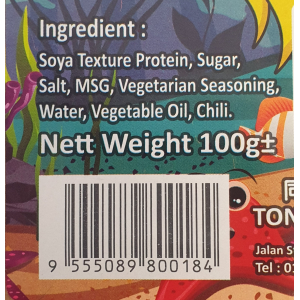 Ingredient :
Soya Texture Protein, Sugar,
Salt, MSG, Vegetarian Seasoning,
Water, Vegetable Oil, Chili.
Nett Weight 100g±
TON
Jalan S
Tel : 0
9 555089 800184